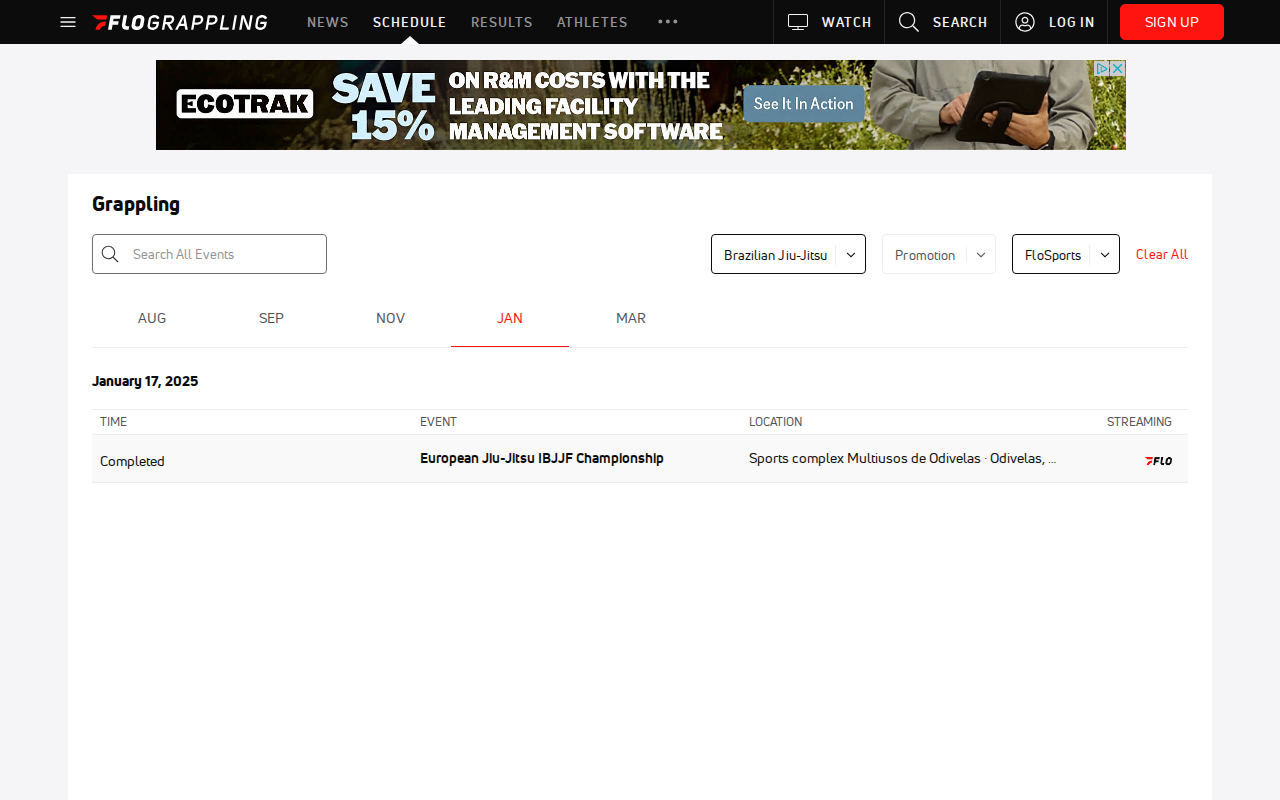 FLOGRAPPLING NEWS SCHEDULE RESULTS ATHLETES ••• WATCH SEARCH LOG IN SIGN UP
ECOTRAK
SAVE 15%
ON R&M COSTS WITH THE
LEADING FACILITY
MANAGEMENT SOFTWARE
See It In Action
Grappling
Search All Events Brazilian Jiu-Jitsu Promotion FloSports Clear All
AUG SEP NOV JAN MAR
January 17, 2025
TIME EVENT LOCATION STREAMING
Completed European Jiu-Jitsu IBJJF Championship Sports complex Multiusos de Odivelas · Odivelas, ... FLO